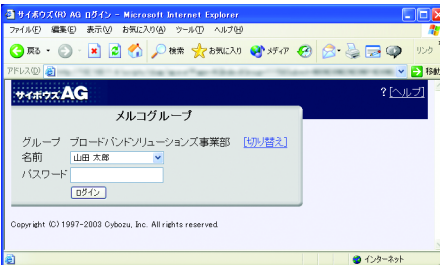 サイボウズ(R) AG ログイン - Microsoft Internet Explorer
ファイル(F) 編集(E) 表示(V) お気に入り(A) ツール(T) ヘルプ(H)
戻る 検索 お気に入り メディア リンク
アドレス(D) 移動
サイボウズAG ?[ヘルプ]
メルコグループ
グループ ブロードバンドソリューションズ事業部 [切り替え]
名前 山田 太郎
パスワード
ログイン
Copyright (C) 1997-2003 Cybozu, Inc. All rights reserved.
インターネット